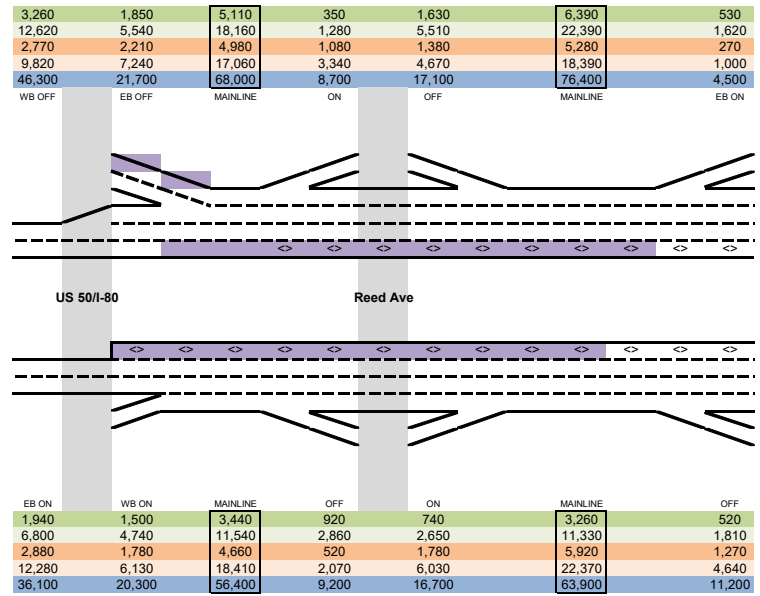 3,260 1,850 5,110 350 1,630 6,390 530
12,620 5,540 18,160 1,280 5,510 22,390 1,620
2,770 2,210 4,980 1,080 1,380 5,280 270
9,820 7,240 17,060 3,340 4,670 18,390 1,000
46,300 21,700 68,000 8,700 17,100 76,400 4,500
WB OFF EB OFF MAINLINE ON OFF MAINLINE EB ON
<> <> <> <> <> <> <> <> <> <>
US 50/I-80 Reed Ave
<> <> <> <> <> <> <> <> <> <> <> <> <>
EB ON WB ON MAINLINE OFF ON MAINLINE OFF
1,940 1,500 3,440 920 740 3,260 520
6,800 4,740 11,540 2,860 2,650 11,330 1,810
2,880 1,780 4,660 520 1,780 5,920 1,270
12,280 6,130 18,410 2,070 6,030 22,370 4,640
36,100 20,300 56,400 9,200 16,700 63,900 11,200